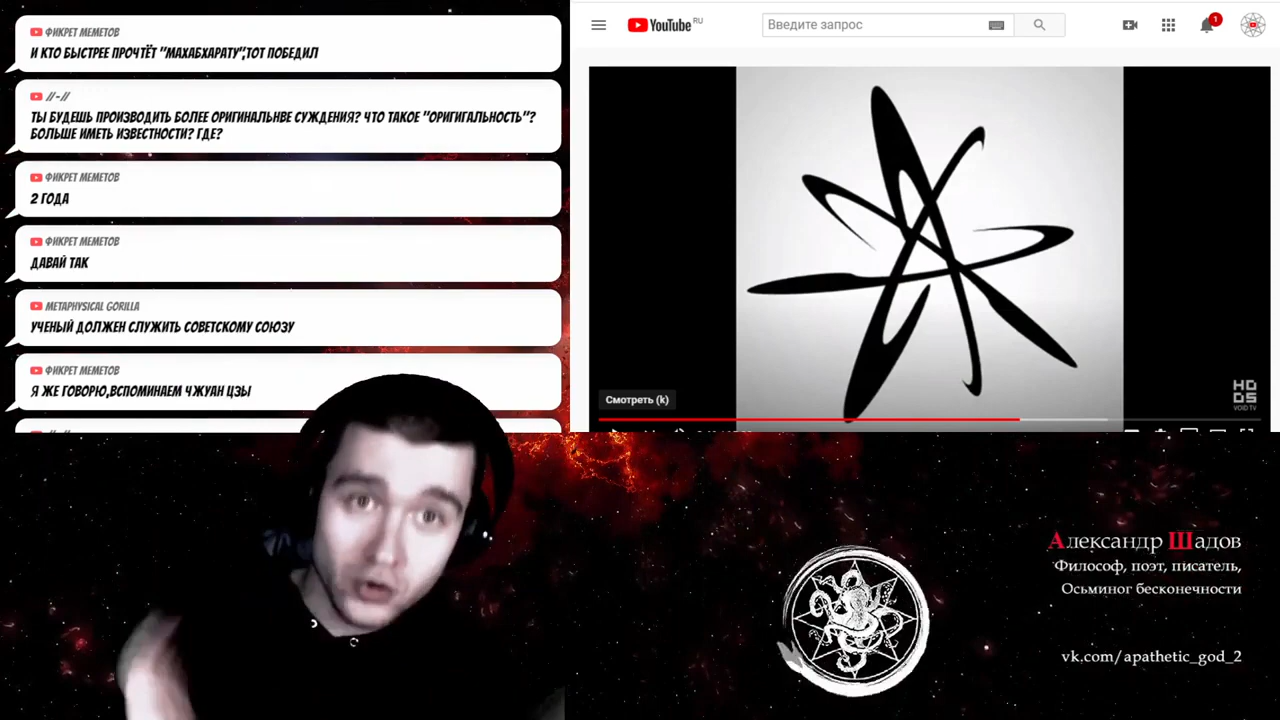 ФИКРЕТ МЕМЕТОВ
И КТО БЫСТРЕЕ ПРОЧТЁТ "МАХАБХАРАТУ",ТОТ ПОБЕДИЛ
//-//
ТЫ БУДЕШЬ ПРОИЗВОДИТЬ БОЛЕЕ ОРИГИНАЛЬНВЕ СУЖДЕНИЯ? ЧТО ТАКОЕ "ОРИГИГАЛЬНОСТЬ"?
БОЛЬШЕ ИМЕТЬ ИЗВЕСТНОСТИ? ГДЕ?
ФИКРЕТ МЕМЕТОВ
2 ГОДА
ФИКРЕТ МЕМЕТОВ
ДАВАЙ ТАК
METAPHYSICAL GORILLA
УЧЕНЫЙ ДОЛЖЕН СЛУЖИТЬ СОВЕТСКОМУ СОЮЗУ
ФИКРЕТ МЕМЕТОВ
Я ЖЕ ГОВОРЮ,ВСПОМИНАЕМ ЧЖУАН ЦЗЫ
YouTube RU
Введите запрос
1
Смотреть (k)
VOID TV
Александр Шадов
Философ, поэт, писатель,
Осьминог бесконечности
vk.com/apathetic_god_2